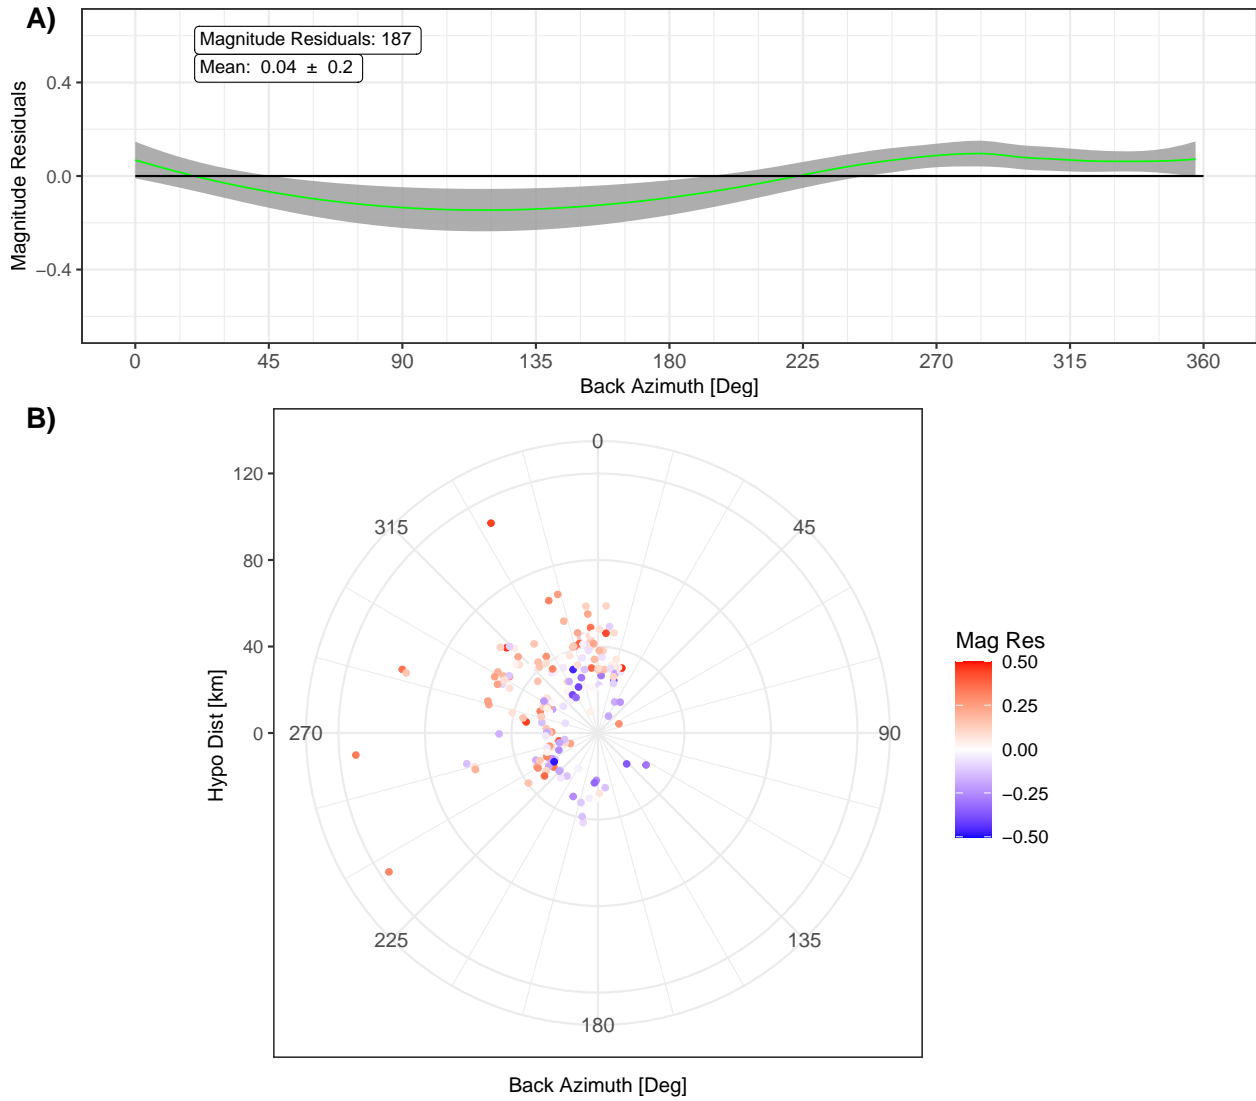 A)
Magnitude Residuals: 187
Mean: 0.04 ± 0.2
Magnitude Residuals
0.4
0.0
−0.4
0 45 90 135 180 225 270 315 360
Back Azimuth [Deg]
B)
Hypo Dist [km]
120
80
40
0
0
45
90
135
180
225
270
315
Back Azimuth [Deg]
Mag Res
0.50
0.25
0.00
−0.25
−0.50